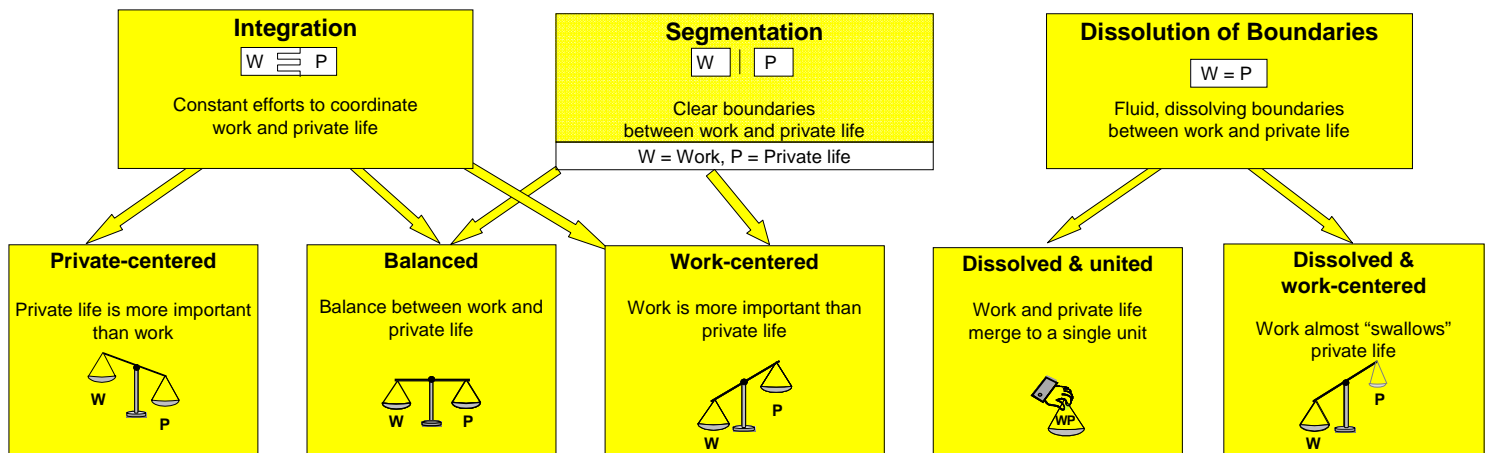 Integration
W P
Constant efforts to coordinate
work and private life
Segmentation
W P
Clear boundaries
between work and private life
W = Work, P = Private life
Dissolution of Boundaries
W = P
Fluid, dissolving boundaries
between work and private life
Private-centered
Private life is more important
than work
W
P
Balanced
Balance between work and
private life
W P
Work-centered
Work is more important than
private life
P
W
Dissolved & united
Work and private life
merge to a single unit
WP
Dissolved &
work-centered
Work almost “swallows”
private life
P
W